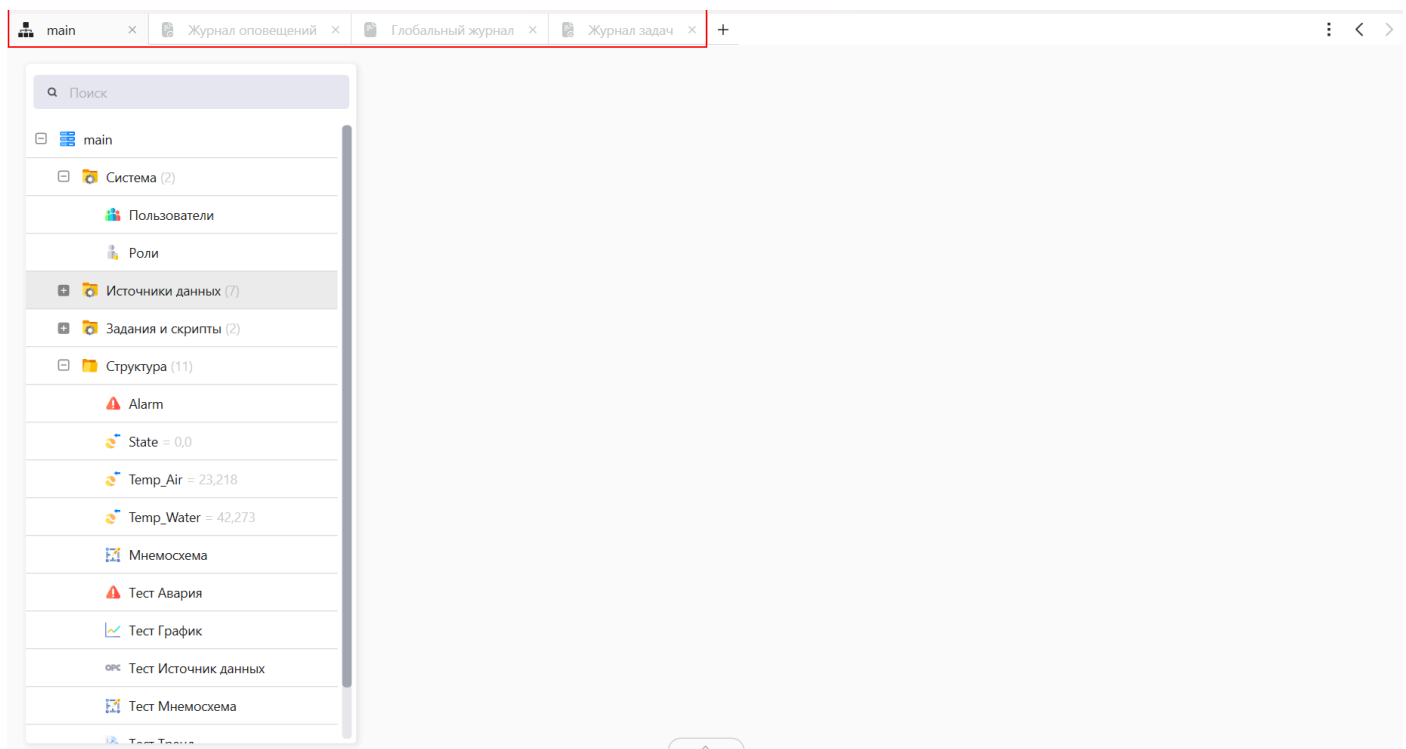 main × Журнал оповещений × Глобальный журнал × Журнал задач × +
Поиск
main
Система (2)
Пользователи
Роли
Источники данных (7)
Задания и скрипты (2)
Структура (11)
Alarm
State = 0,0
Temp_Air = 23,218
Temp_Water = 42,273
Мнемосхема
Тест Авария
Тест График
OPC Тест Источник данных
Тест Мнемосхема
Тест Тренд